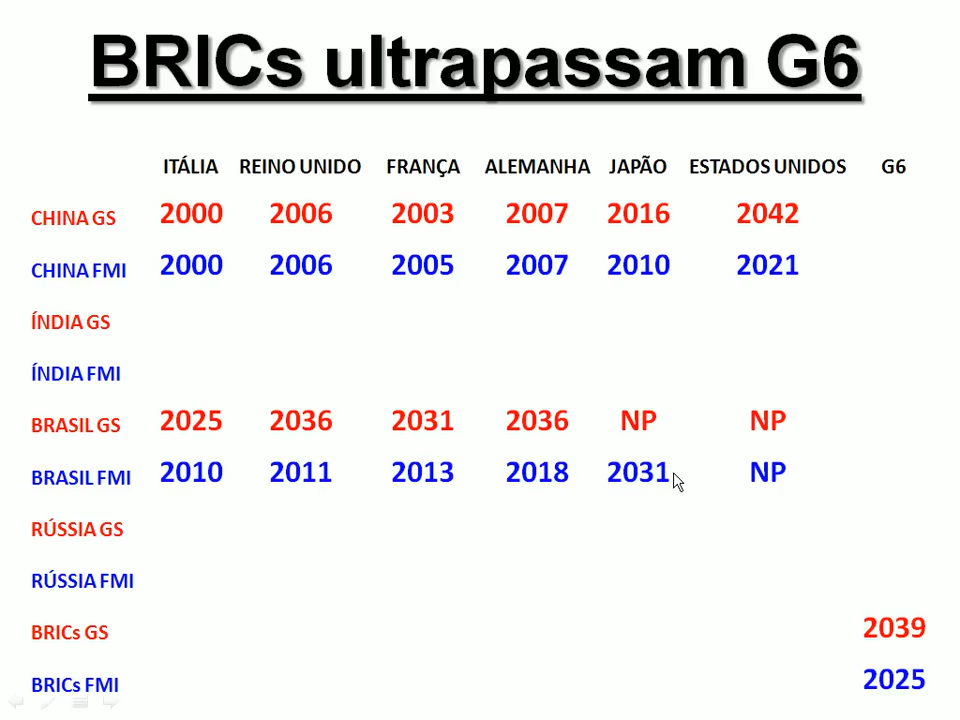 BRICs ultrapassam G6
ITÁLIA REINO UNIDO FRANÇA ALEMANHA JAPÃO ESTADOS UNIDOS G6
CHINA GS 2000 2006 2003 2007 2016 2042
CHINA FMI 2000 2006 2005 2007 2010 2021
ÍNDIA GS
ÍNDIA FMI
BRASIL GS 2025 2036 2031 2036 NP NP
BRASIL FMI 2010 2011 2013 2018 2031 NP
RÚSSIA GS
RÚSSIA FMI
BRICs GS 2039
BRICs FMI 2025